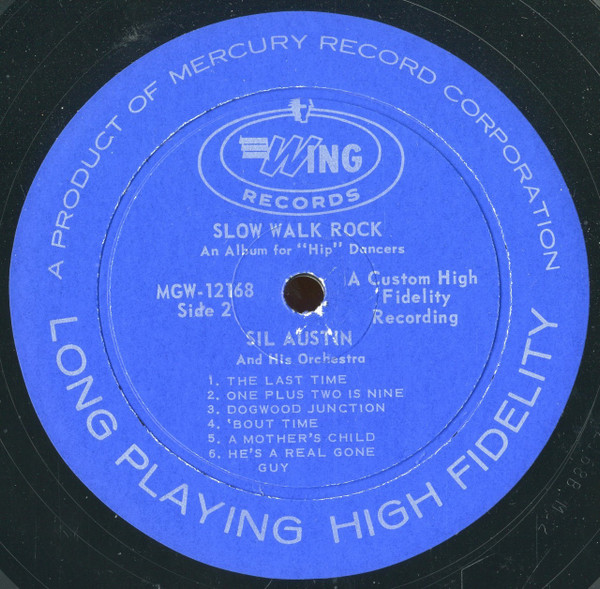 A PRODUCT OF MERCURY RECORD CORPORATION
WING
RECORDS
SLOW WALK ROCK
An Album for "Hip" Dancers
MGW-12168
Side 2
A Custom High
Fidelity
Recording
SIL AUSTIN
And His Orchestra
1. THE LAST TIME
2. ONE PLUS TWO IS NINE
3. DOGWOOD JUNCTION
4. 'BOUT TIME
5. A MOTHER'S CHILD
6. HE'S A REAL GONE
GUY
LONG PLAYING HIGH FIDELITY